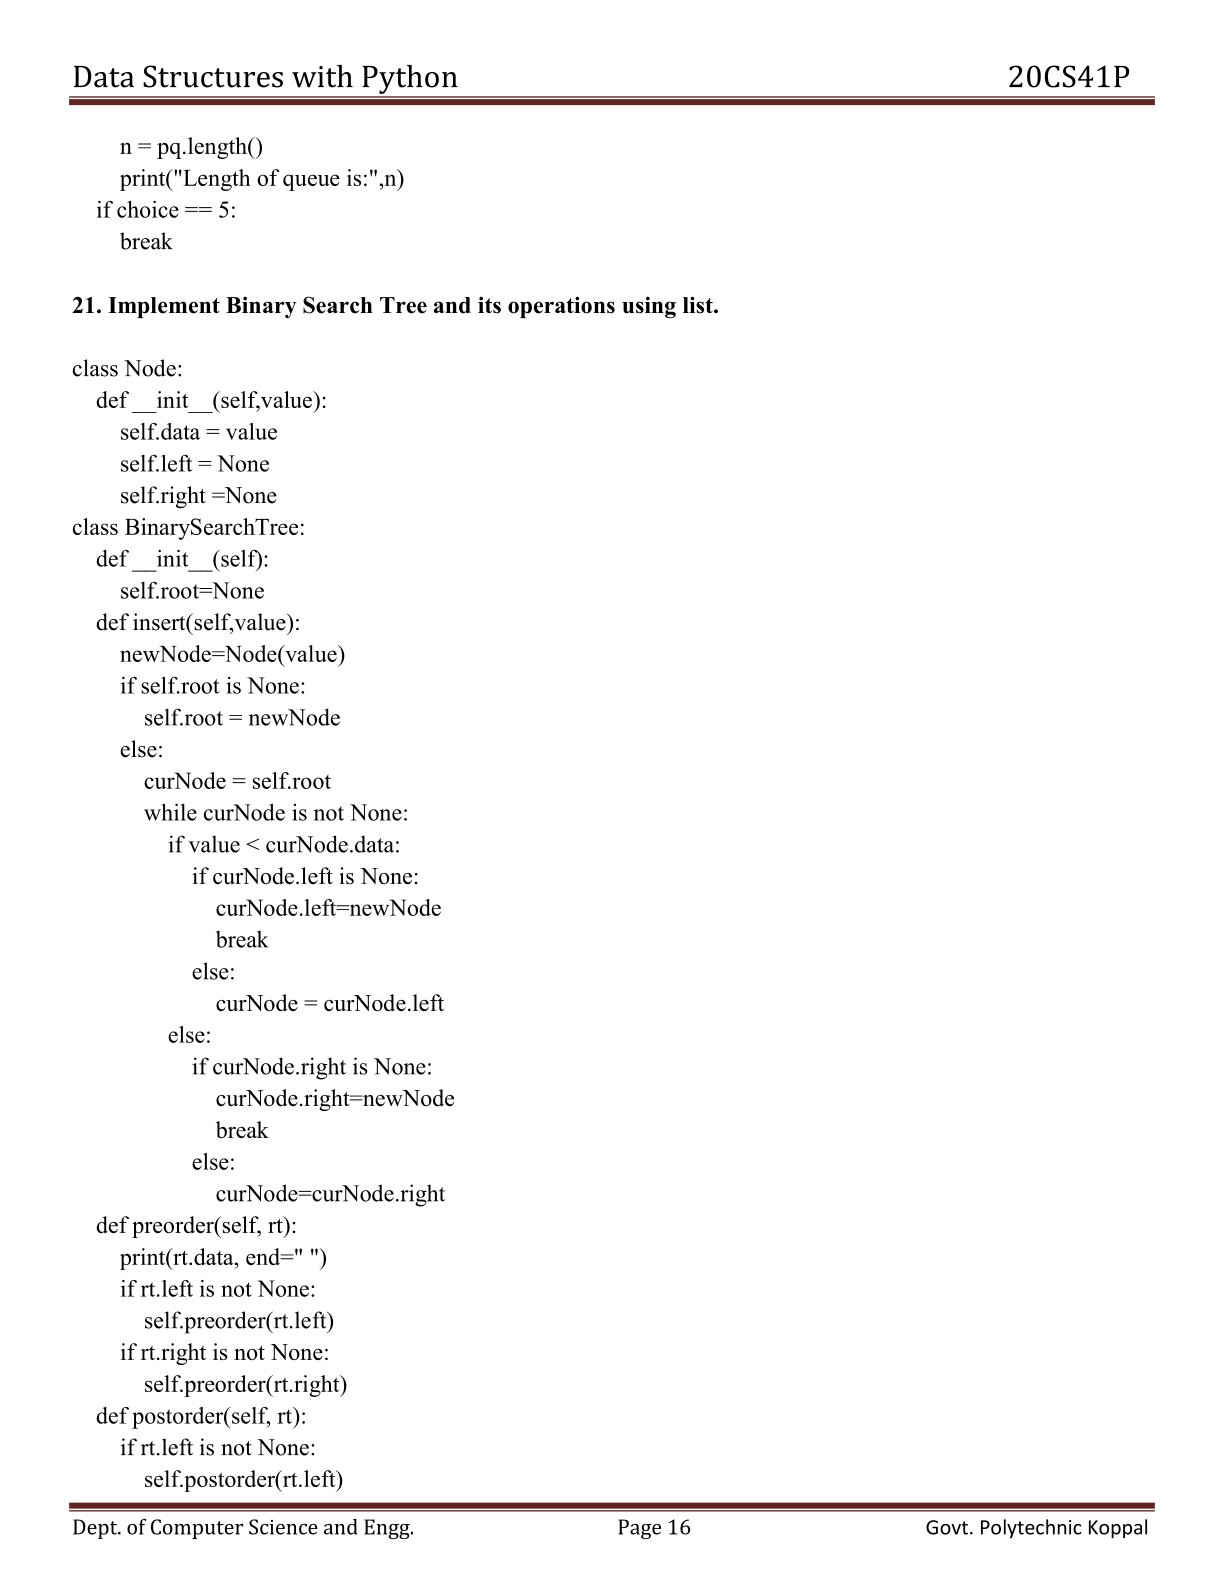 Data Structures with Python 20CS41P
n = pq.length()
print("Length of queue is:",n)
if choice == 5:
break
21. Implement Binary Search Tree and its operations using list.
class Node:
def __init__(self,value):
self.data = value
self.left = None
self.right =None
class BinarySearchTree:
def __init__(self):
self.root=None
def insert(self,value):
newNode=Node(value)
if self.root is None:
self.root = newNode
else:
curNode = self.root
while curNode is not None:
if value < curNode.data:
if curNode.left is None:
curNode.left=newNode
break
else:
curNode = curNode.left
else:
if curNode.right is None:
curNode.right=newNode
break
else:
curNode=curNode.right
def preorder(self, rt):
print(rt.data, end=" ")
if rt.left is not None:
self.preorder(rt.left)
if rt.right is not None:
self.preorder(rt.right)
def postorder(self, rt):
if rt.left is not None:
self.postorder(rt.left)
Dept. of Computer Science and Engg. Page 16 Govt. Polytechnic Koppal